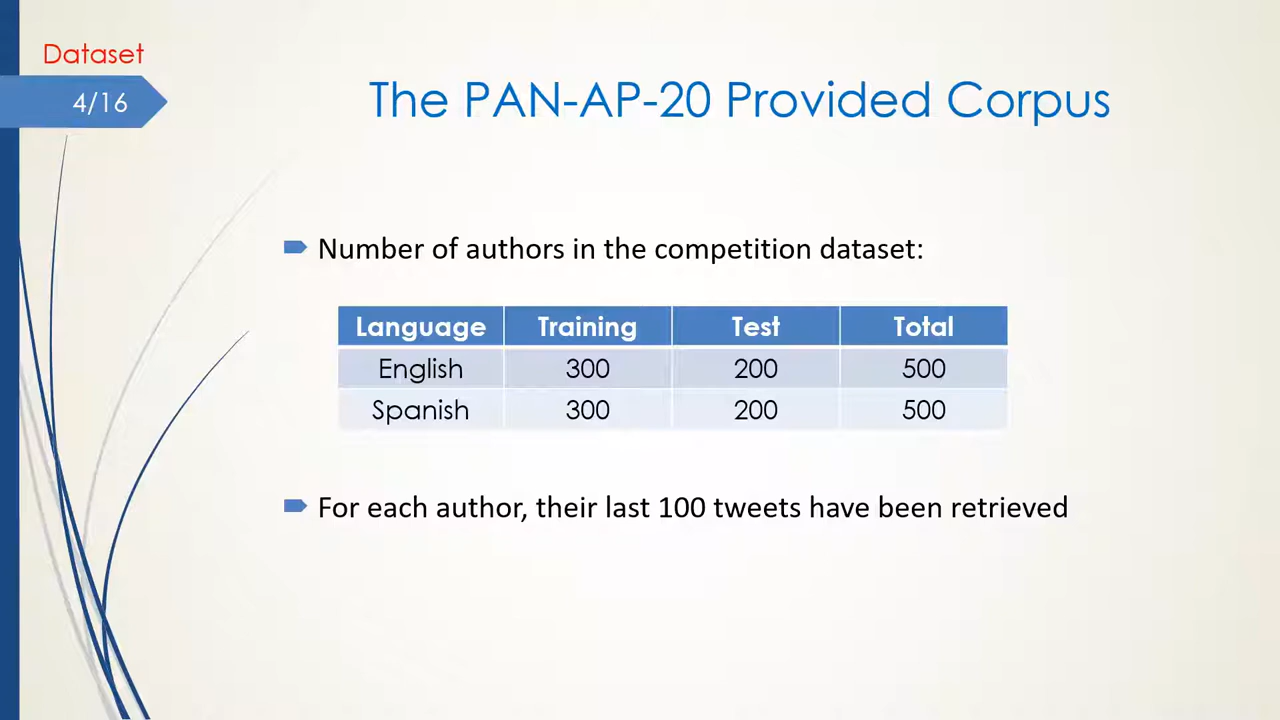 Dataset
4/16
The PAN-AP-20 Provided Corpus
Number of authors in the competition dataset:
Language Training Test Total
English 300 200 500
Spanish 300 200 500
For each author, their last 100 tweets have been retrieved